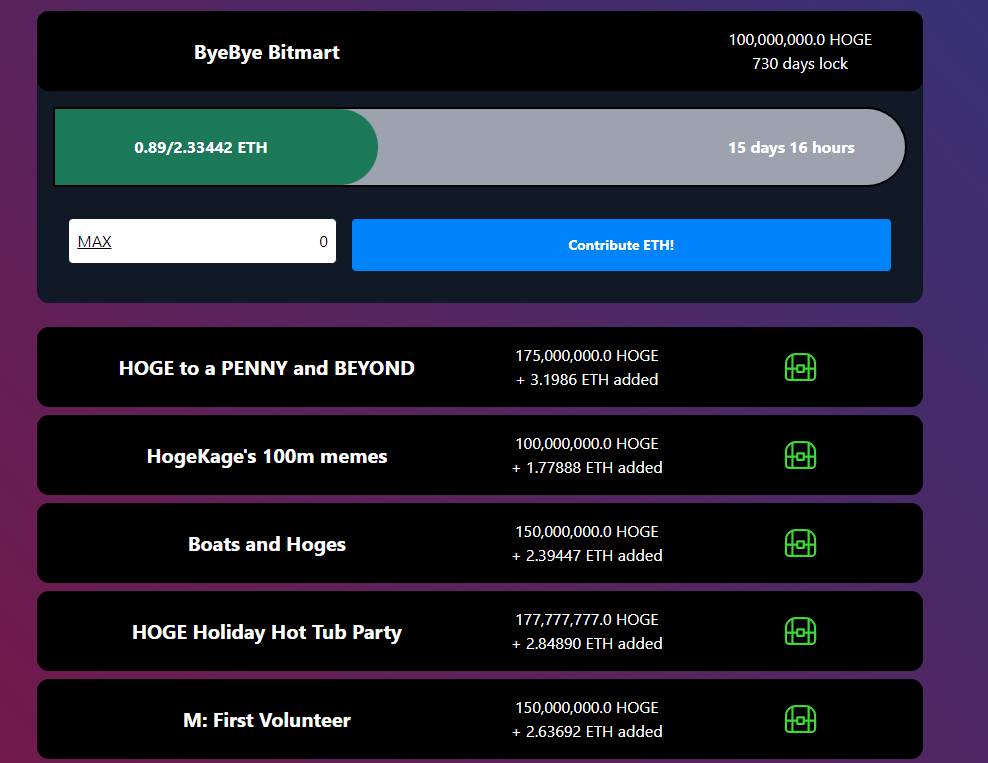 ByeBye Bitmart
100,000,000.0 HOGE
730 days lock
0.89/2.33442 ETH
15 days 16 hours
MAX
0
Contribute ETH!
HOGE to a PENNY and BEYOND
175,000,000.0 HOGE
+ 3.1986 ETH added
HogeKage's 100m memes
100,000,000.0 HOGE
+ 1.77888 ETH added
Boats and Hoges
150,000,000.0 HOGE
+ 2.39447 ETH added
HOGE Holiday Hot Tub Party
177,777,777.0 HOGE
+ 2.84890 ETH added
M: First Volunteer
150,000,000.0 HOGE
+ 2.63692 ETH added